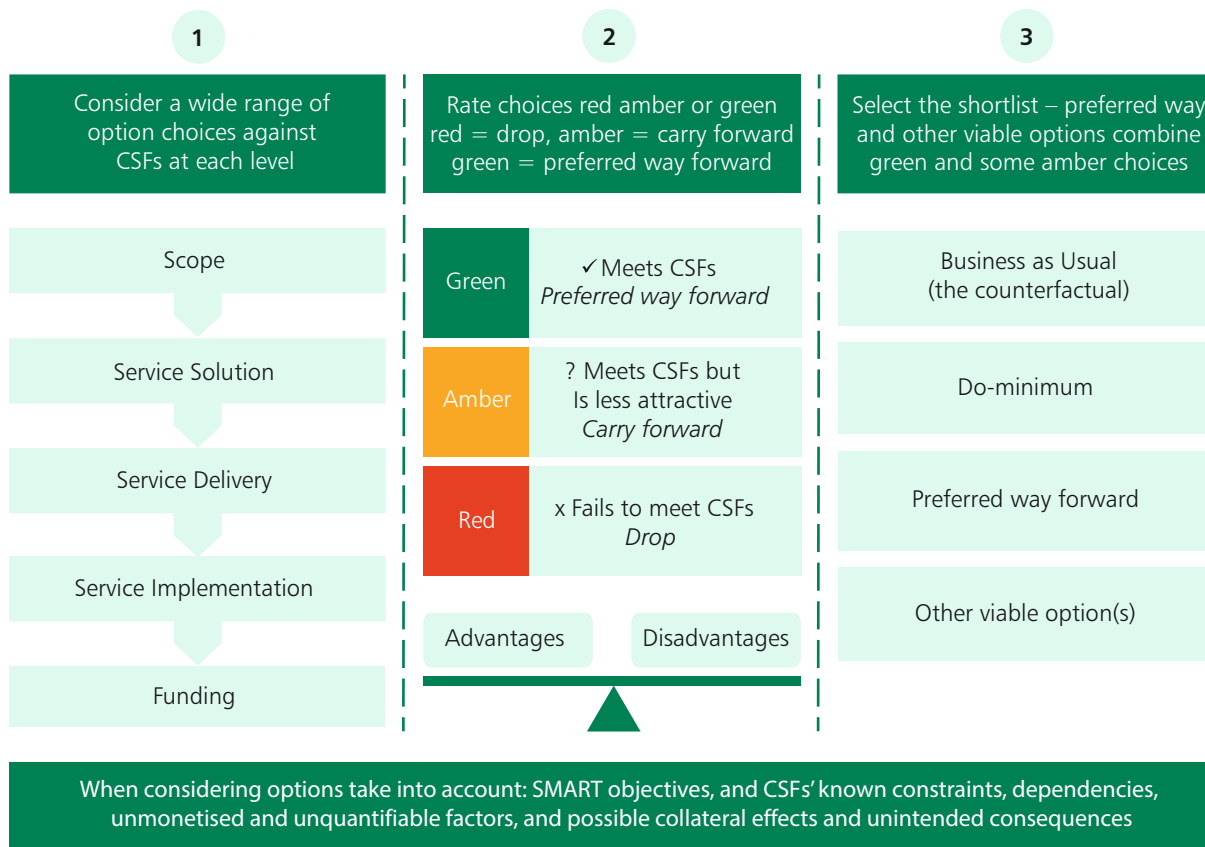 1
Consider a wide range of
option choices against
CSFs at each level
Scope
Service Solution
Service Delivery
Service Implementation
Funding
2
Rate choices red amber or green
red = drop, amber = carry forward
green = preferred way forward
Green
✓ Meets CSFs
Preferred way forward
Amber
? Meets CSFs but
Is less attractive
Carry forward
Red
x Fails to meet CSFs
Drop
Advantages
Disadvantages
3
Select the shortlist – preferred way
and other viable options combine
green and some amber choices
Business as Usual
(the counterfactual)
Do-minimum
Preferred way forward
Other viable option(s)
When considering options take into account: SMART objectives, and CSFs' known constraints, dependencies,
unmonetised and unquantifiable factors, and possible collateral effects and unintended consequences